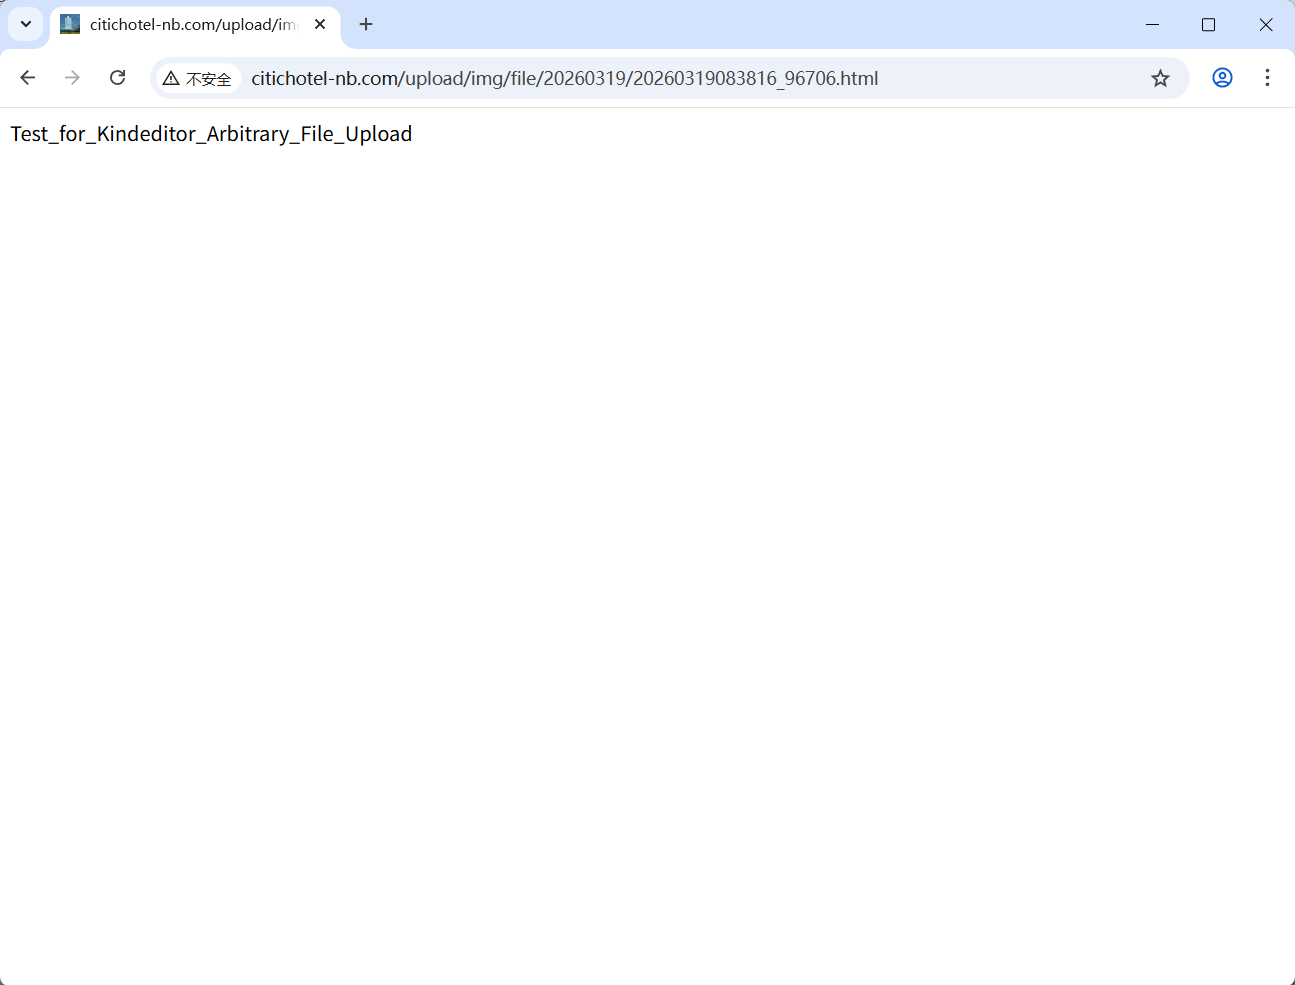 citichotel-nb.com/upload/im
不安全
citichotel-nb.com/upload/img/file/20260319/20260319083816_96706.html
Test_for_Kindeditor_Arbitrary_File_Upload